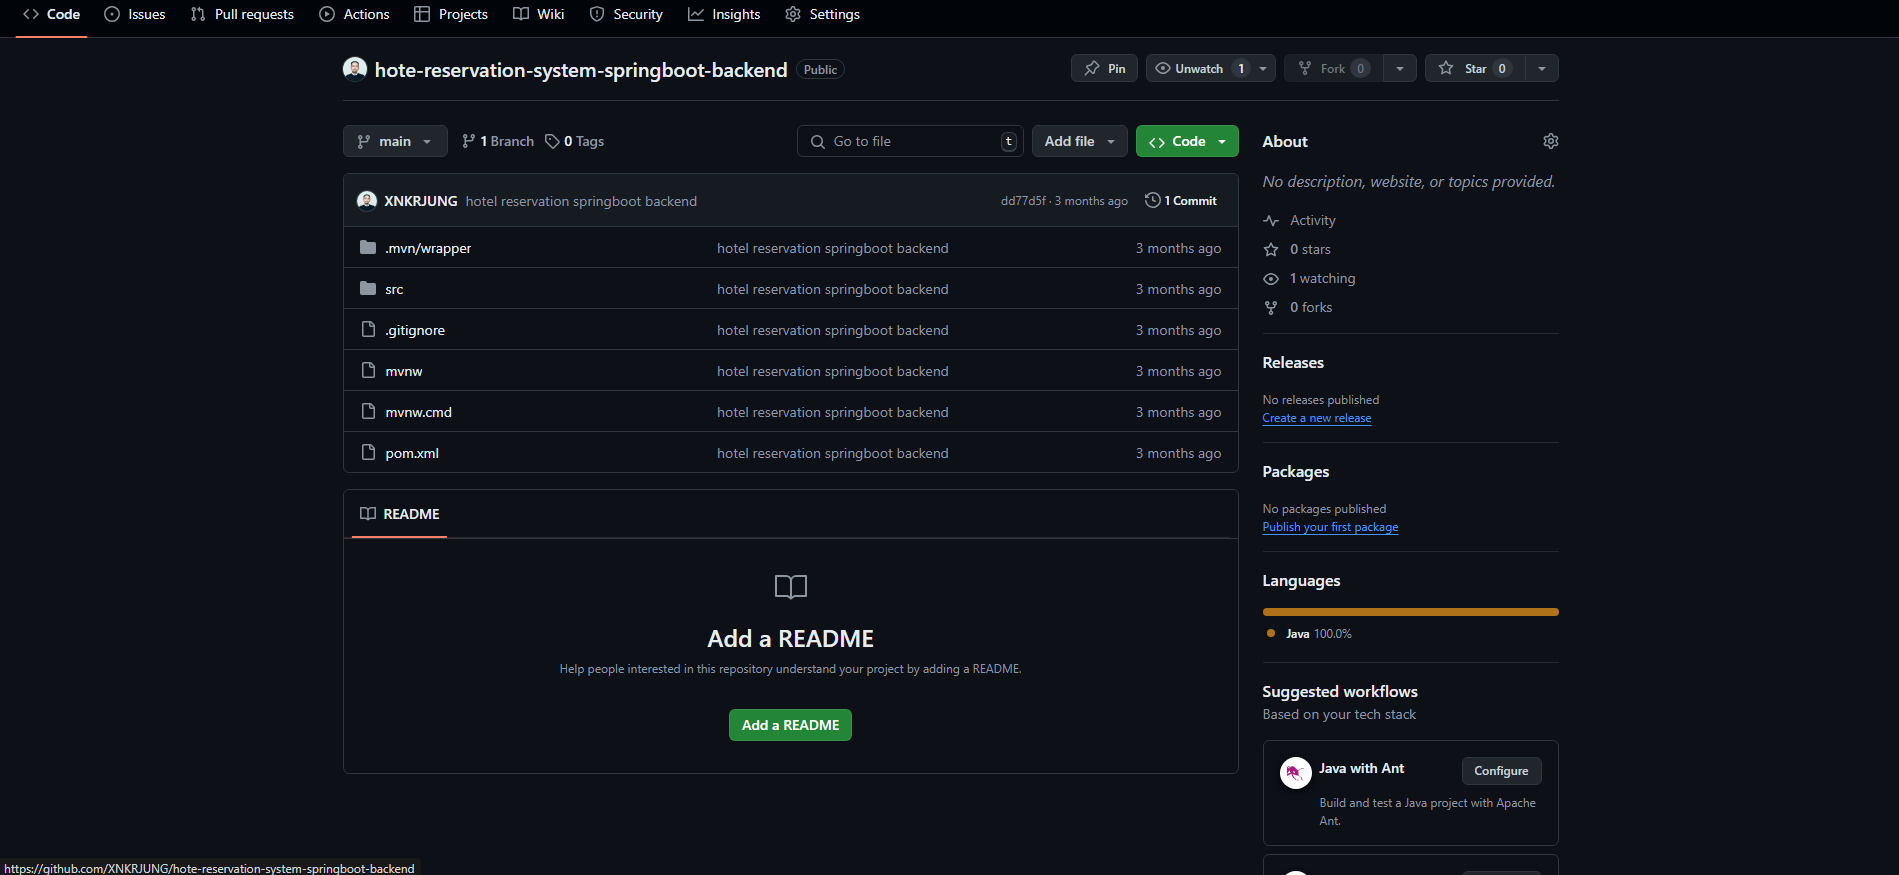 Code Issues Pull requests Actions Projects Wiki Security Insights Settings
hote-reservation-system-springboot-backend Public
Pin Unwatch 1 Fork 0 Star 0
main 1 Branch 0 Tags Go to file t Add file Code
XNKRJUNG hotel reservation springboot backend dd77d5f · 3 months ago 1 Commit
.mvn/wrapper hotel reservation springboot backend 3 months ago
src hotel reservation springboot backend 3 months ago
.gitignore hotel reservation springboot backend 3 months ago
mvnw hotel reservation springboot backend 3 months ago
mvnw.cmd hotel reservation springboot backend 3 months ago
pom.xml hotel reservation springboot backend 3 months ago
README
Add a README
Help people interested in this repository understand your project by adding a README.
Add a README
About
No description, website, or topics provided.
Activity
0 stars
1 watching
0 forks
Releases
No releases published
Create a new release
Packages
No packages published
Publish your first package
Languages
Java 100.0%
Suggested workflows
Based on your tech stack
Java with Ant Configure
Build and test a Java project with Apache
Ant.
https://github.com/XNKRJUNG/hote-reservation-system-springboot-backend